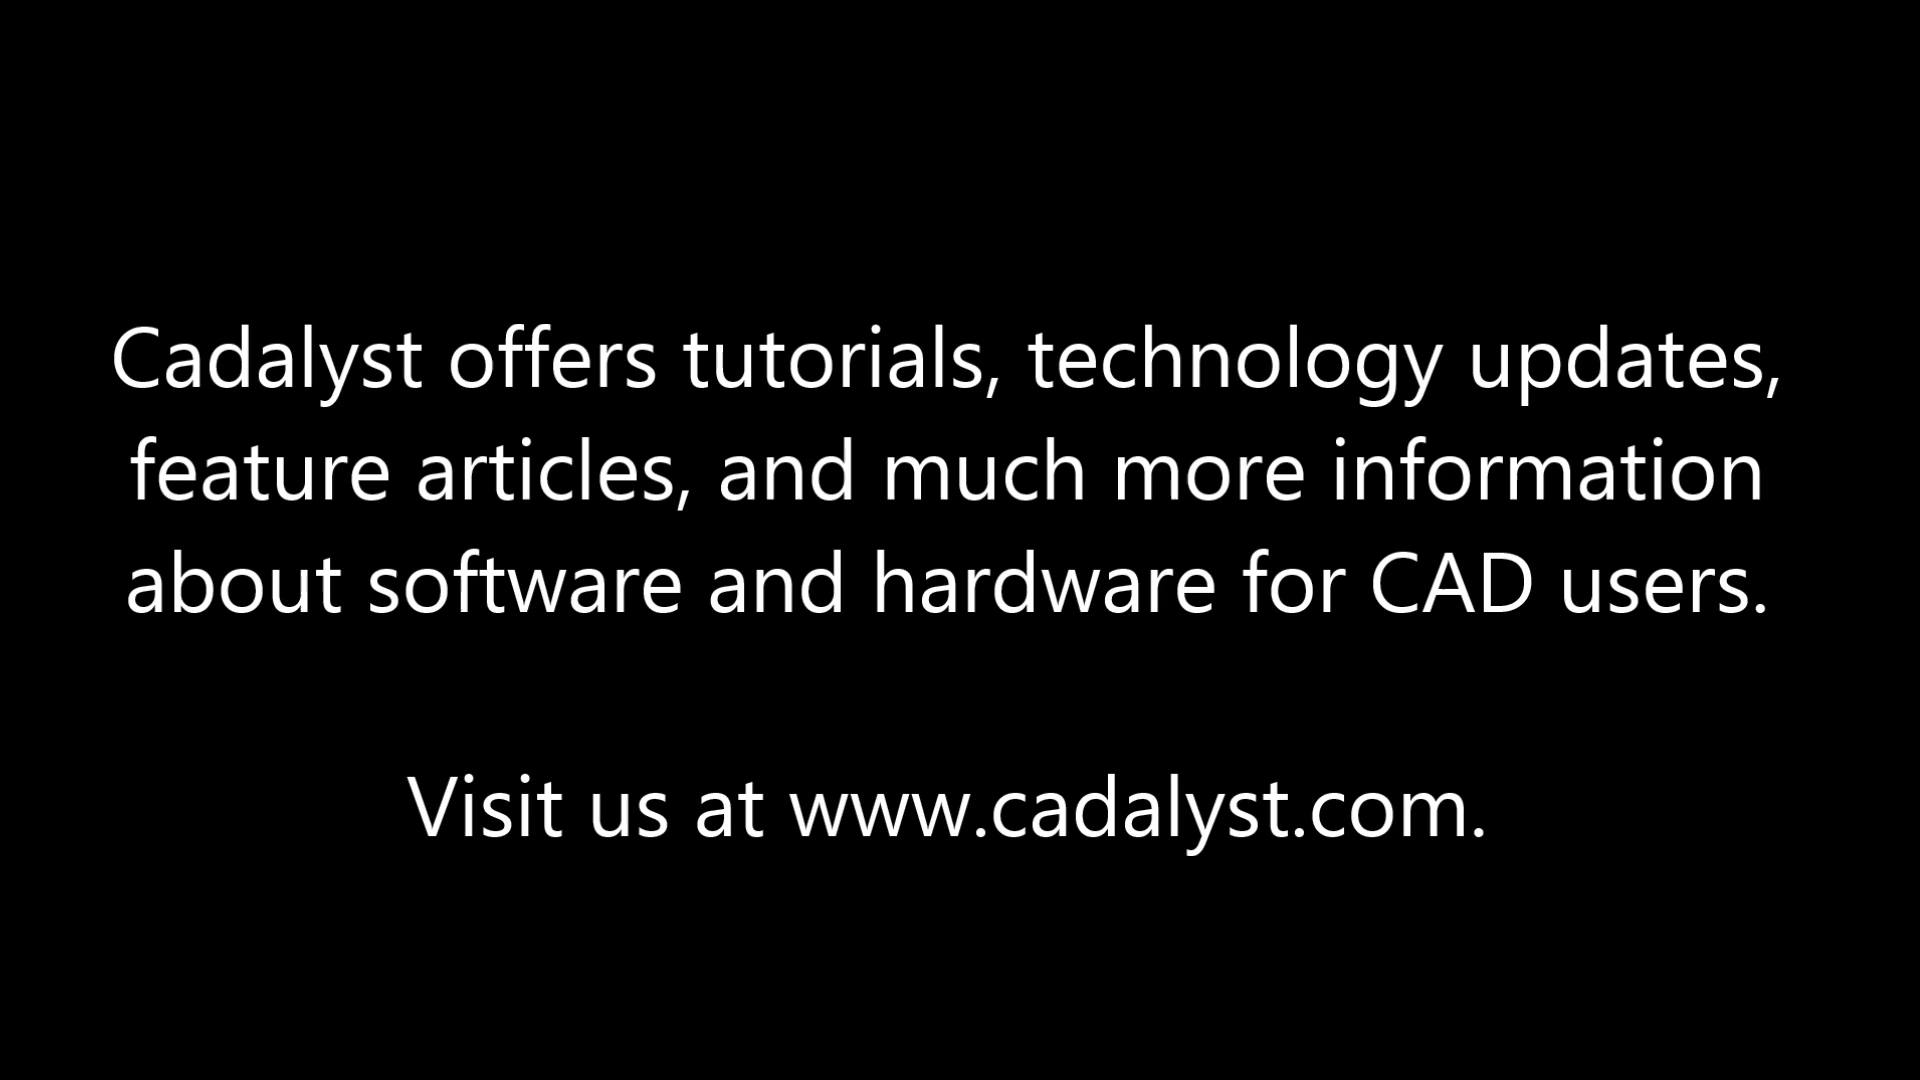 Cadalyst offers tutorials, technology updates,
feature articles, and much more information
about software and hardware for CAD users.
Visit us at www.cadalyst.com.